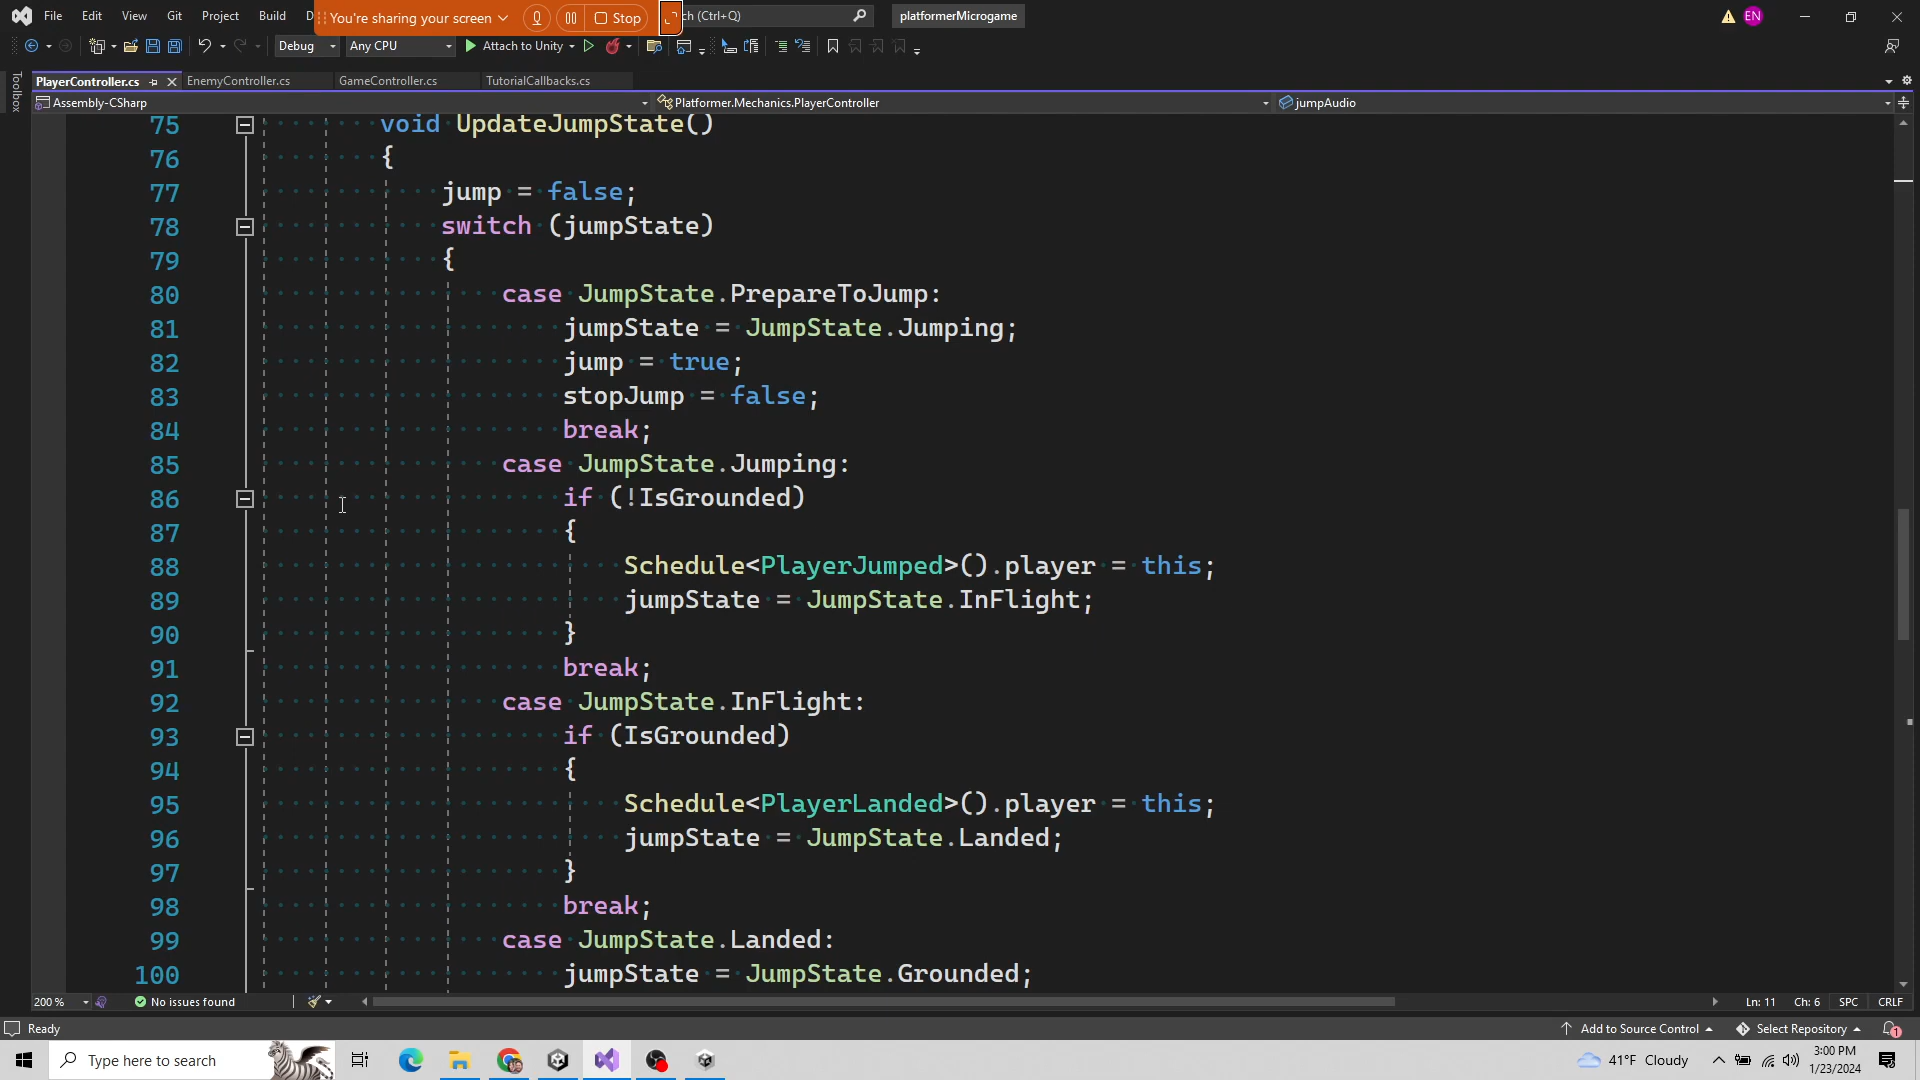 File Edit View Git Project Build D You're sharing your screen Stop ch (Ctrl+Q) platformerMicrogame EN
Debug Any CPU Attach to Unity
PlayerController.cs EnemyController.cs GameController.cs TutorialCallbacks.cs
Toolbox
Assembly-CSharp Platformer.Mechanics.PlayerController jumpAudio
75 void UpdateJumpState()
76 {
77 jump = false;
78 switch (jumpState)
79 {
80 case JumpState.PrepareToJump:
81 jumpState = JumpState.Jumping;
82 jump = true;
83 stopJump = false;
84 break;
85 case JumpState.Jumping:
86 if (!IsGrounded)
87 {
88 Schedule<PlayerJumped>().player = this;
89 jumpState = JumpState.InFlight;
90 }
91 break;
92 case JumpState.InFlight:
93 if (IsGrounded)
94 {
95 Schedule<PlayerLanded>().player = this;
96 jumpState = JumpState.Landed;
97 }
98 break;
99 case JumpState.Landed:
100 jumpState = JumpState.Grounded;
200 % No issues found Ln: 11 Ch: 6 SPC CRLF
Ready Add to Source Control Select Repository 1
Type here to search 41°F Cloudy 3:00 PM
1/23/2024